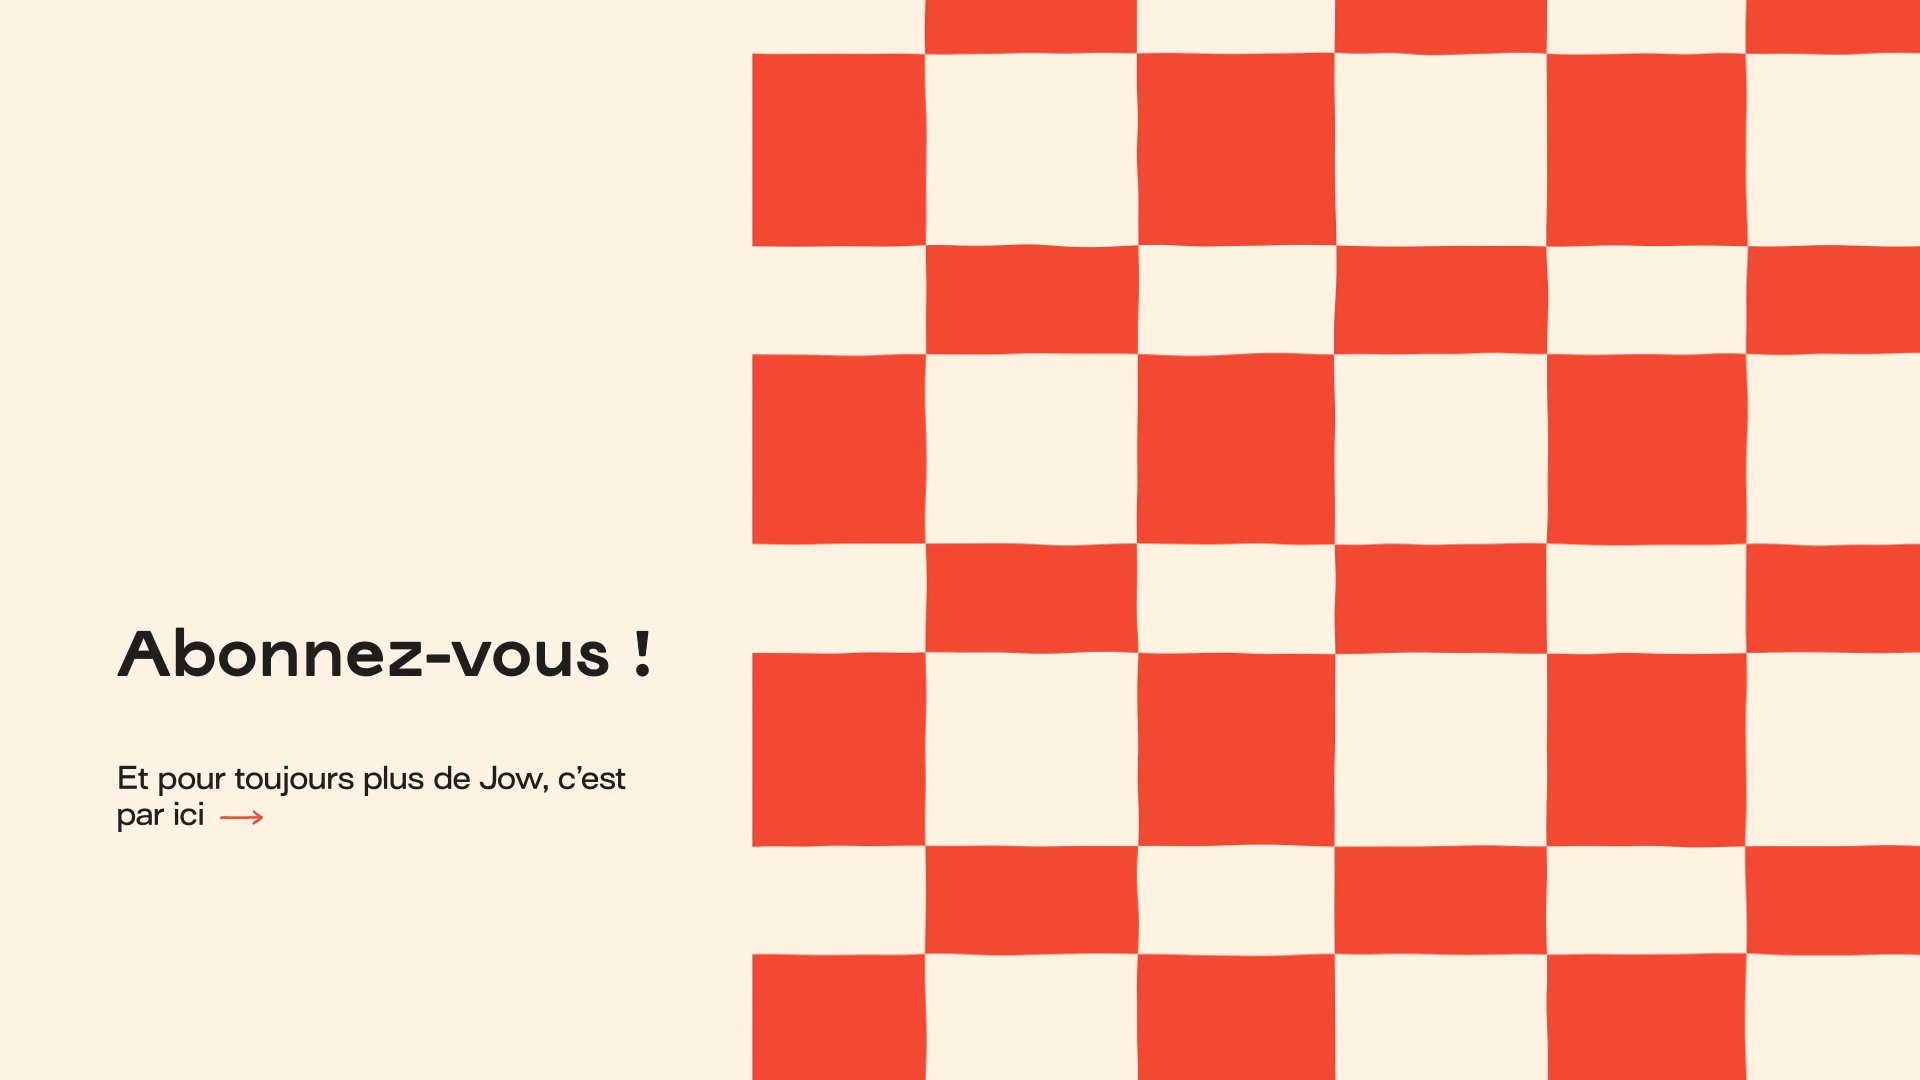 Abonnez-vous !
Et pour toujours plus de Jow, c’est
par ici →